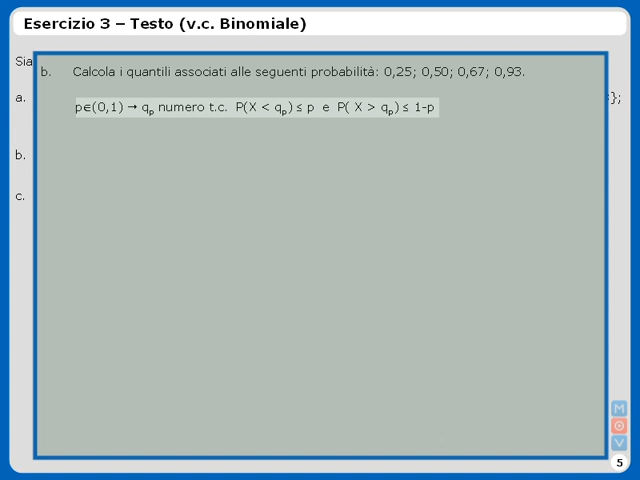 Esercizio 3 – Testo (v.c. Binomiale)
Sia
b. Calcola i quantili associati alle seguenti probabilità: 0,25; 0,50; 0,67; 0,93.
a. };
p∈(0,1) → qp numero t.c. P(X < qp) ≤ p e P( X > qp) ≤ 1-p
b.
c.
M
O
V
5